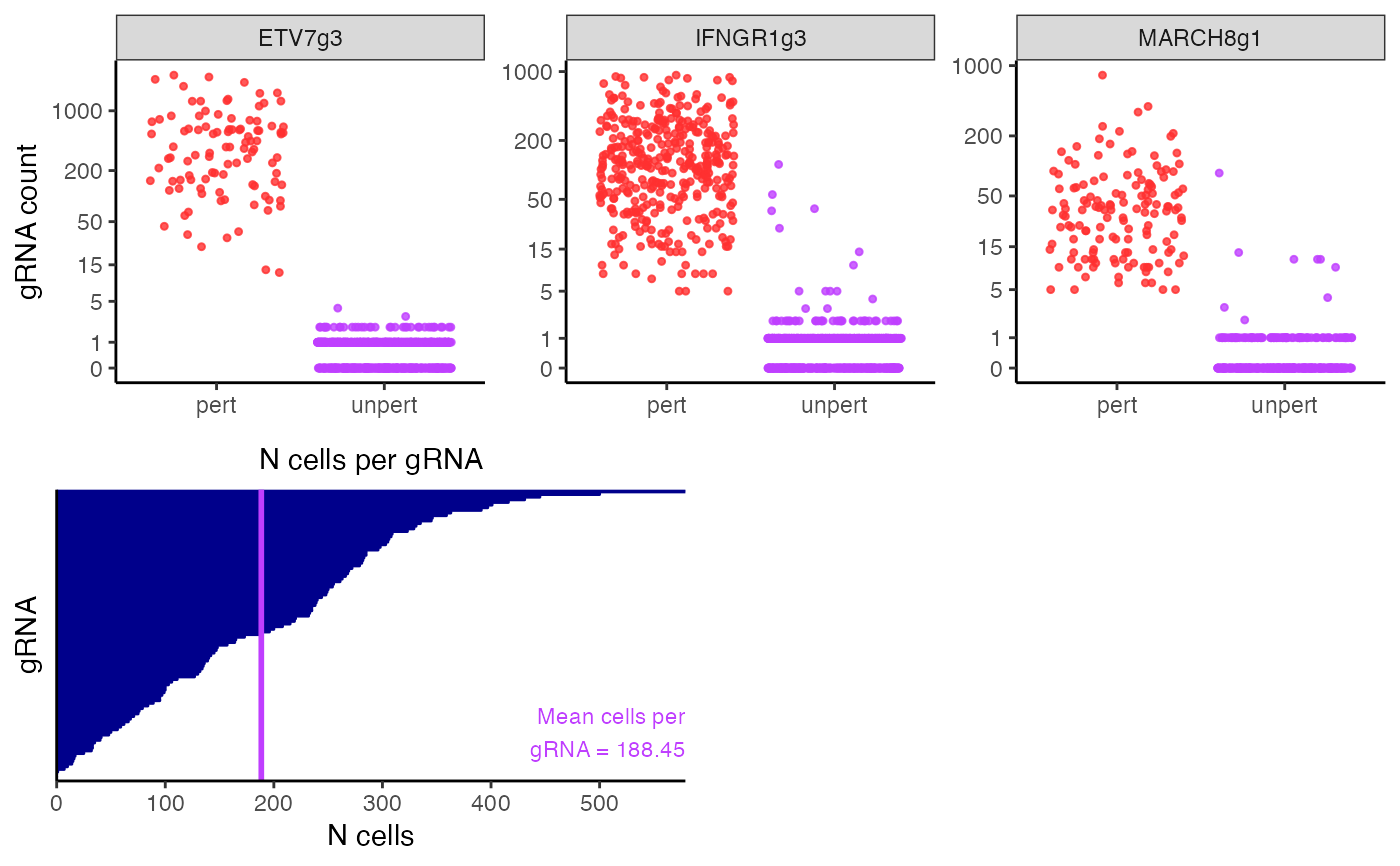 ETV7g3
IFNGR1g3
MARCH8g1
gRNA count
1000
200
50
15
5
1
0
1000
200
50
15
5
1
0
1000
200
50
15
5
1
0
pert
unpert
pert
unpert
pert
unpert
N cells per gRNA
gRNA
Mean cells per
gRNA = 188.45
0
100
200
300
400
500
N cells